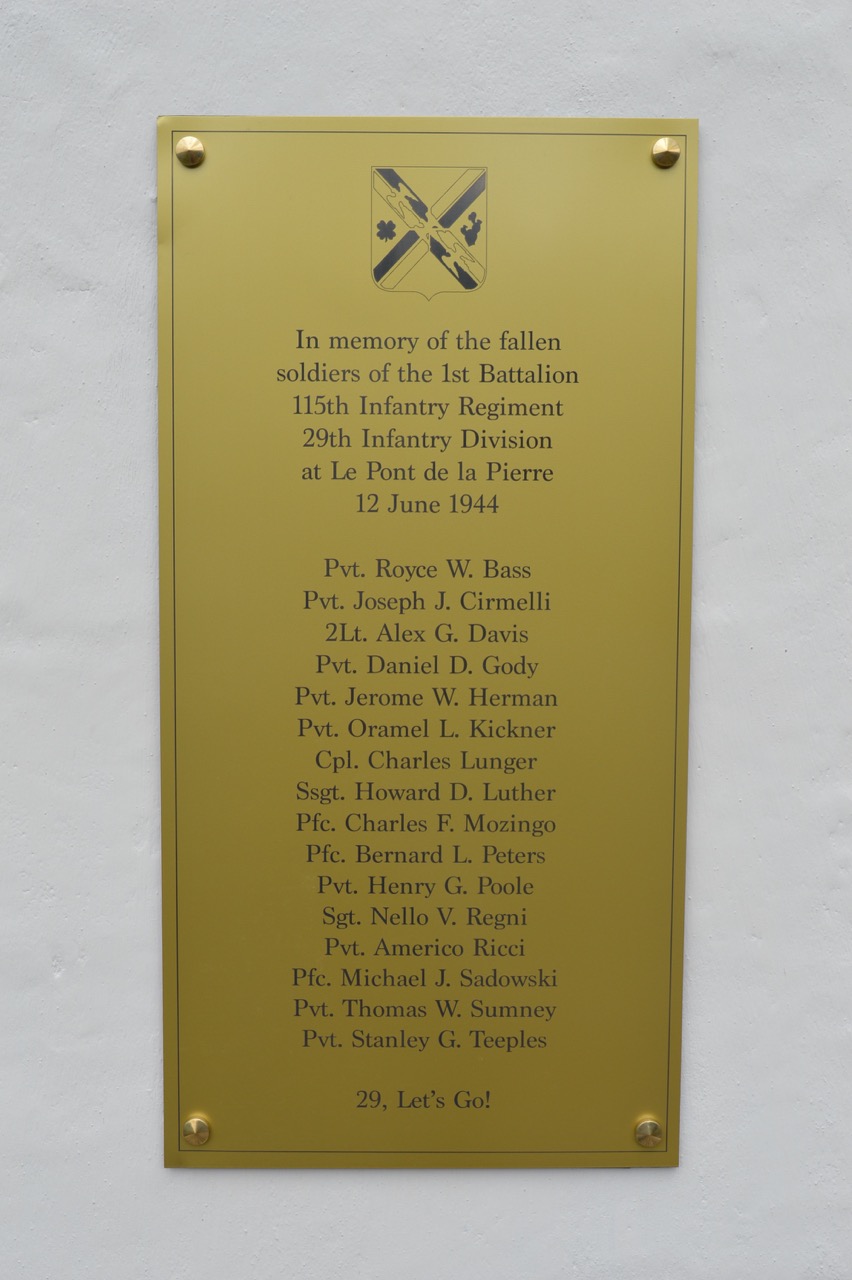 In memory of the fallen
soldiers of the 1st Battalion
115th Infantry Regiment
29th Infantry Division
at Le Pont de la Pierre
12 June 1944
Pvt. Royce W. Bass
Pvt. Joseph J. Cirmelli
2Lt. Alex G. Davis
Pvt. Daniel D. Gody
Pvt. Jerome W. Herman
Pvt. Oramel L. Kickner
Cpl. Charles Lunger
Ssgt. Howard D. Luther
Pfc. Charles F. Mozingo
Pfc. Bernard L. Peters
Pvt. Henry G. Poole
Sgt. Nello V. Regni
Pvt. Americo Ricci
Pfc. Michael J. Sadowski
Pvt. Thomas W. Sumney
Pvt. Stanley G. Teeples
29, Let's Go!